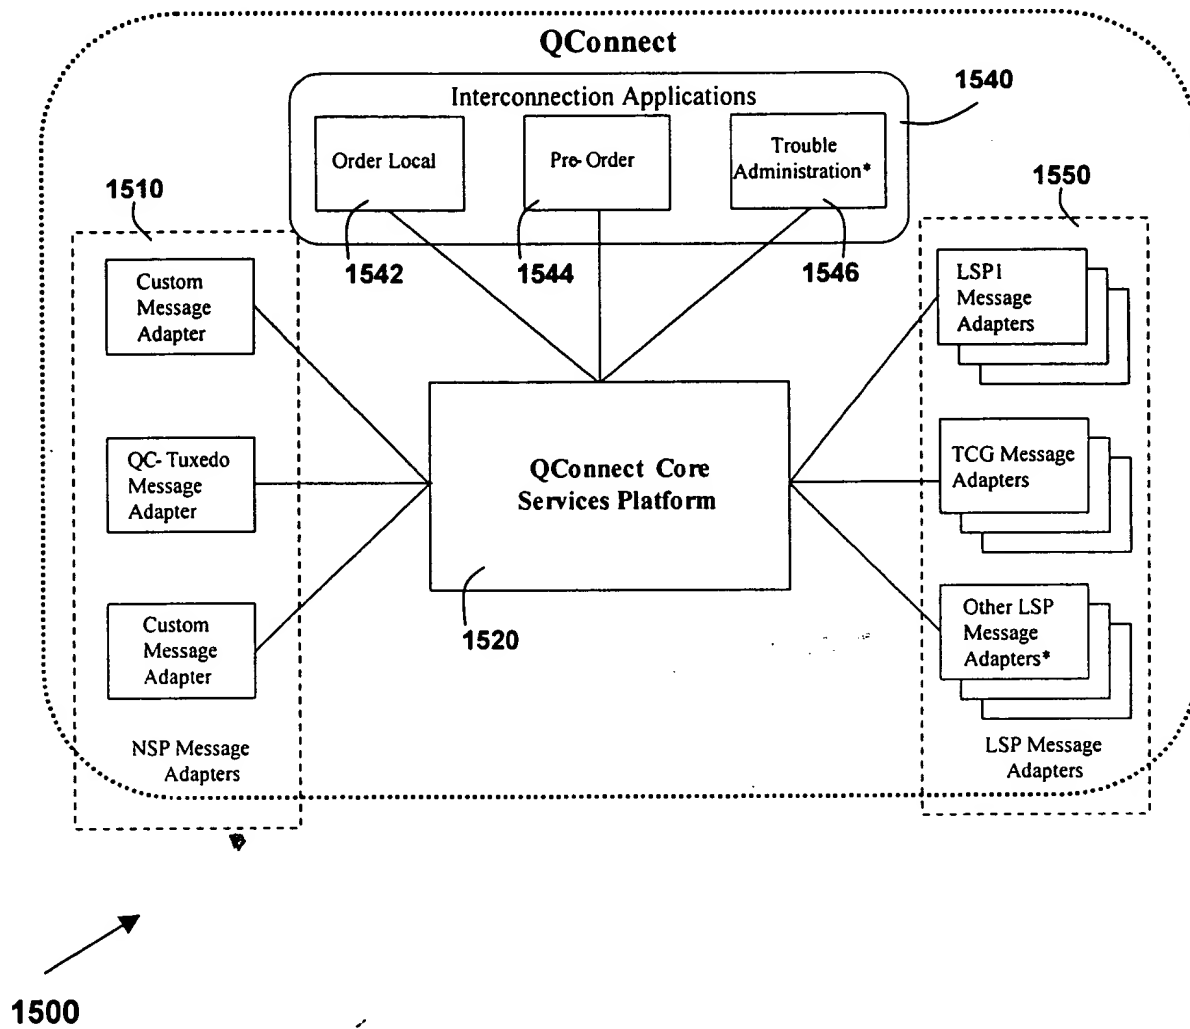 QConnect
1540
Interconnection Applications
Order Local
Pre-Order
Trouble
Administration*
1510
1550
1542
1544
1546
Custom
Message
Adapter
LSP1
Message
Adapters
QC-Tuxedo
Message
Adapter
QConnect Core
Services Platform
TCG Message
Adapters
Custom
Message
Adapter
1520
Other LSP
Message
Adapters*
NSP Message
Adapters
LSP Message
Adapters
1500